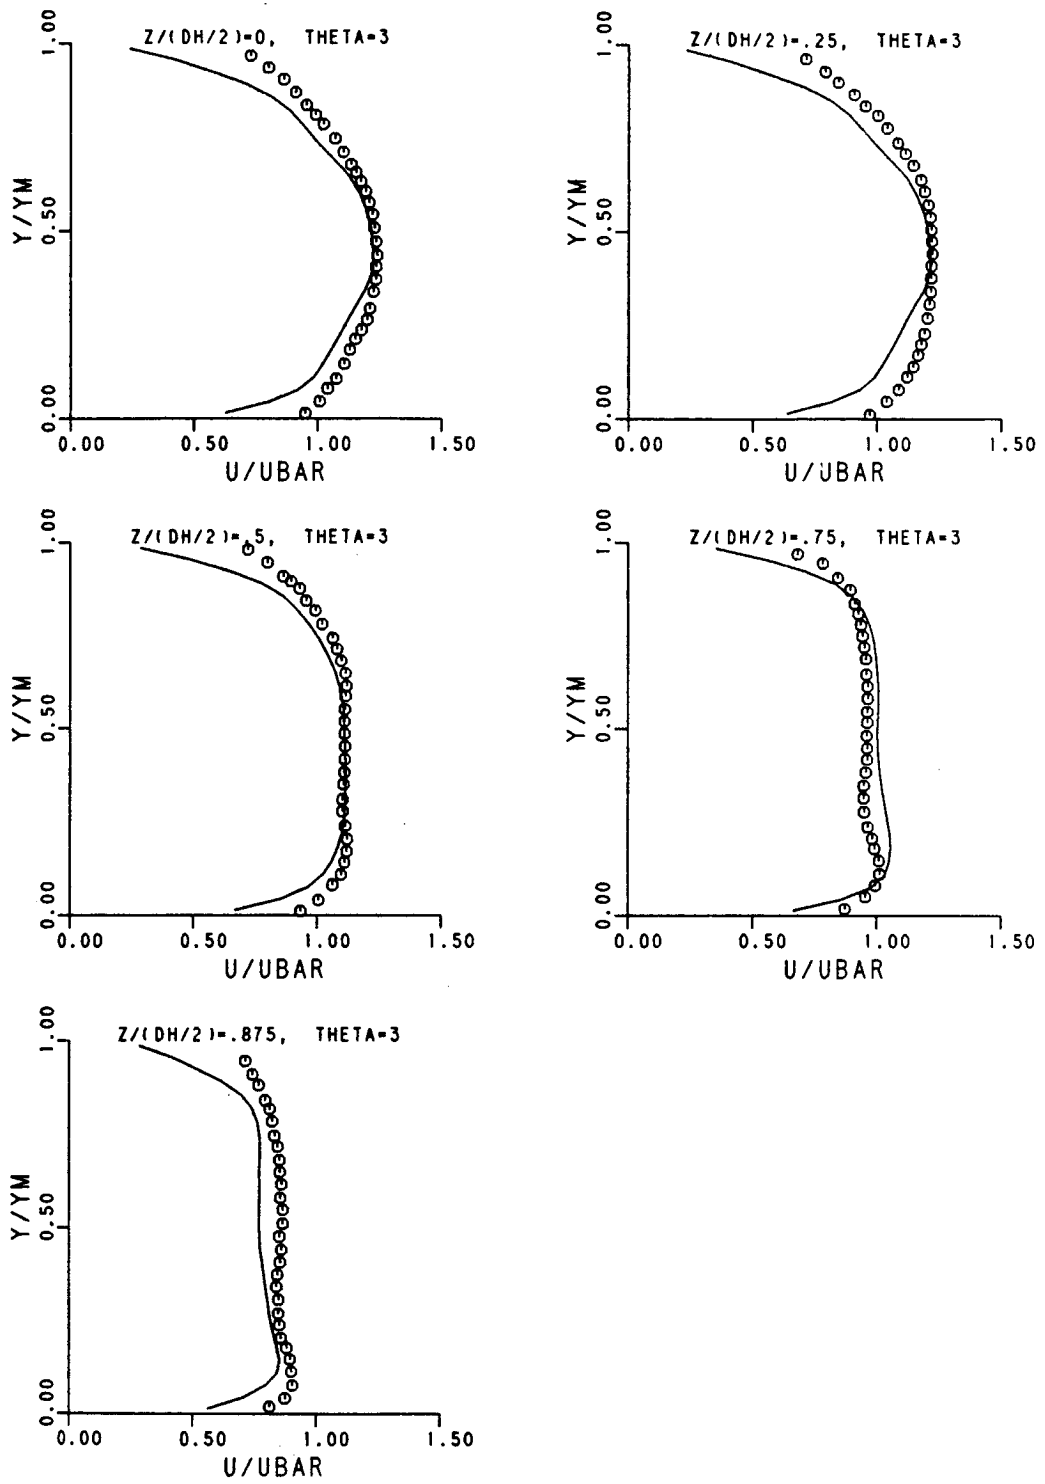 Z/(DH/2)=0, THETA=3
1.00
0.50
0.00
Y/YM
0.00 0.50 1.00 1.50
U/UBAR
Z/(DH/2)=.25, THETA=3
1.00
0.50
0.00
Y/YM
0.00 0.50 1.00 1.50
U/UBAR
Z/(DH/2)=.5, THETA=3
1.00
0.50
0.00
Y/YM
0.00 0.50 1.00 1.50
U/UBAR
Z/(DH/2)=.75, THETA=3
1.00
0.50
0.00
Y/YM
0.00 0.50 1.00 1.50
U/UBAR
Z/(DH/2)=.875, THETA=3
1.00
0.50
0.00
Y/YM
0.00 0.50 1.00 1.50
U/UBAR